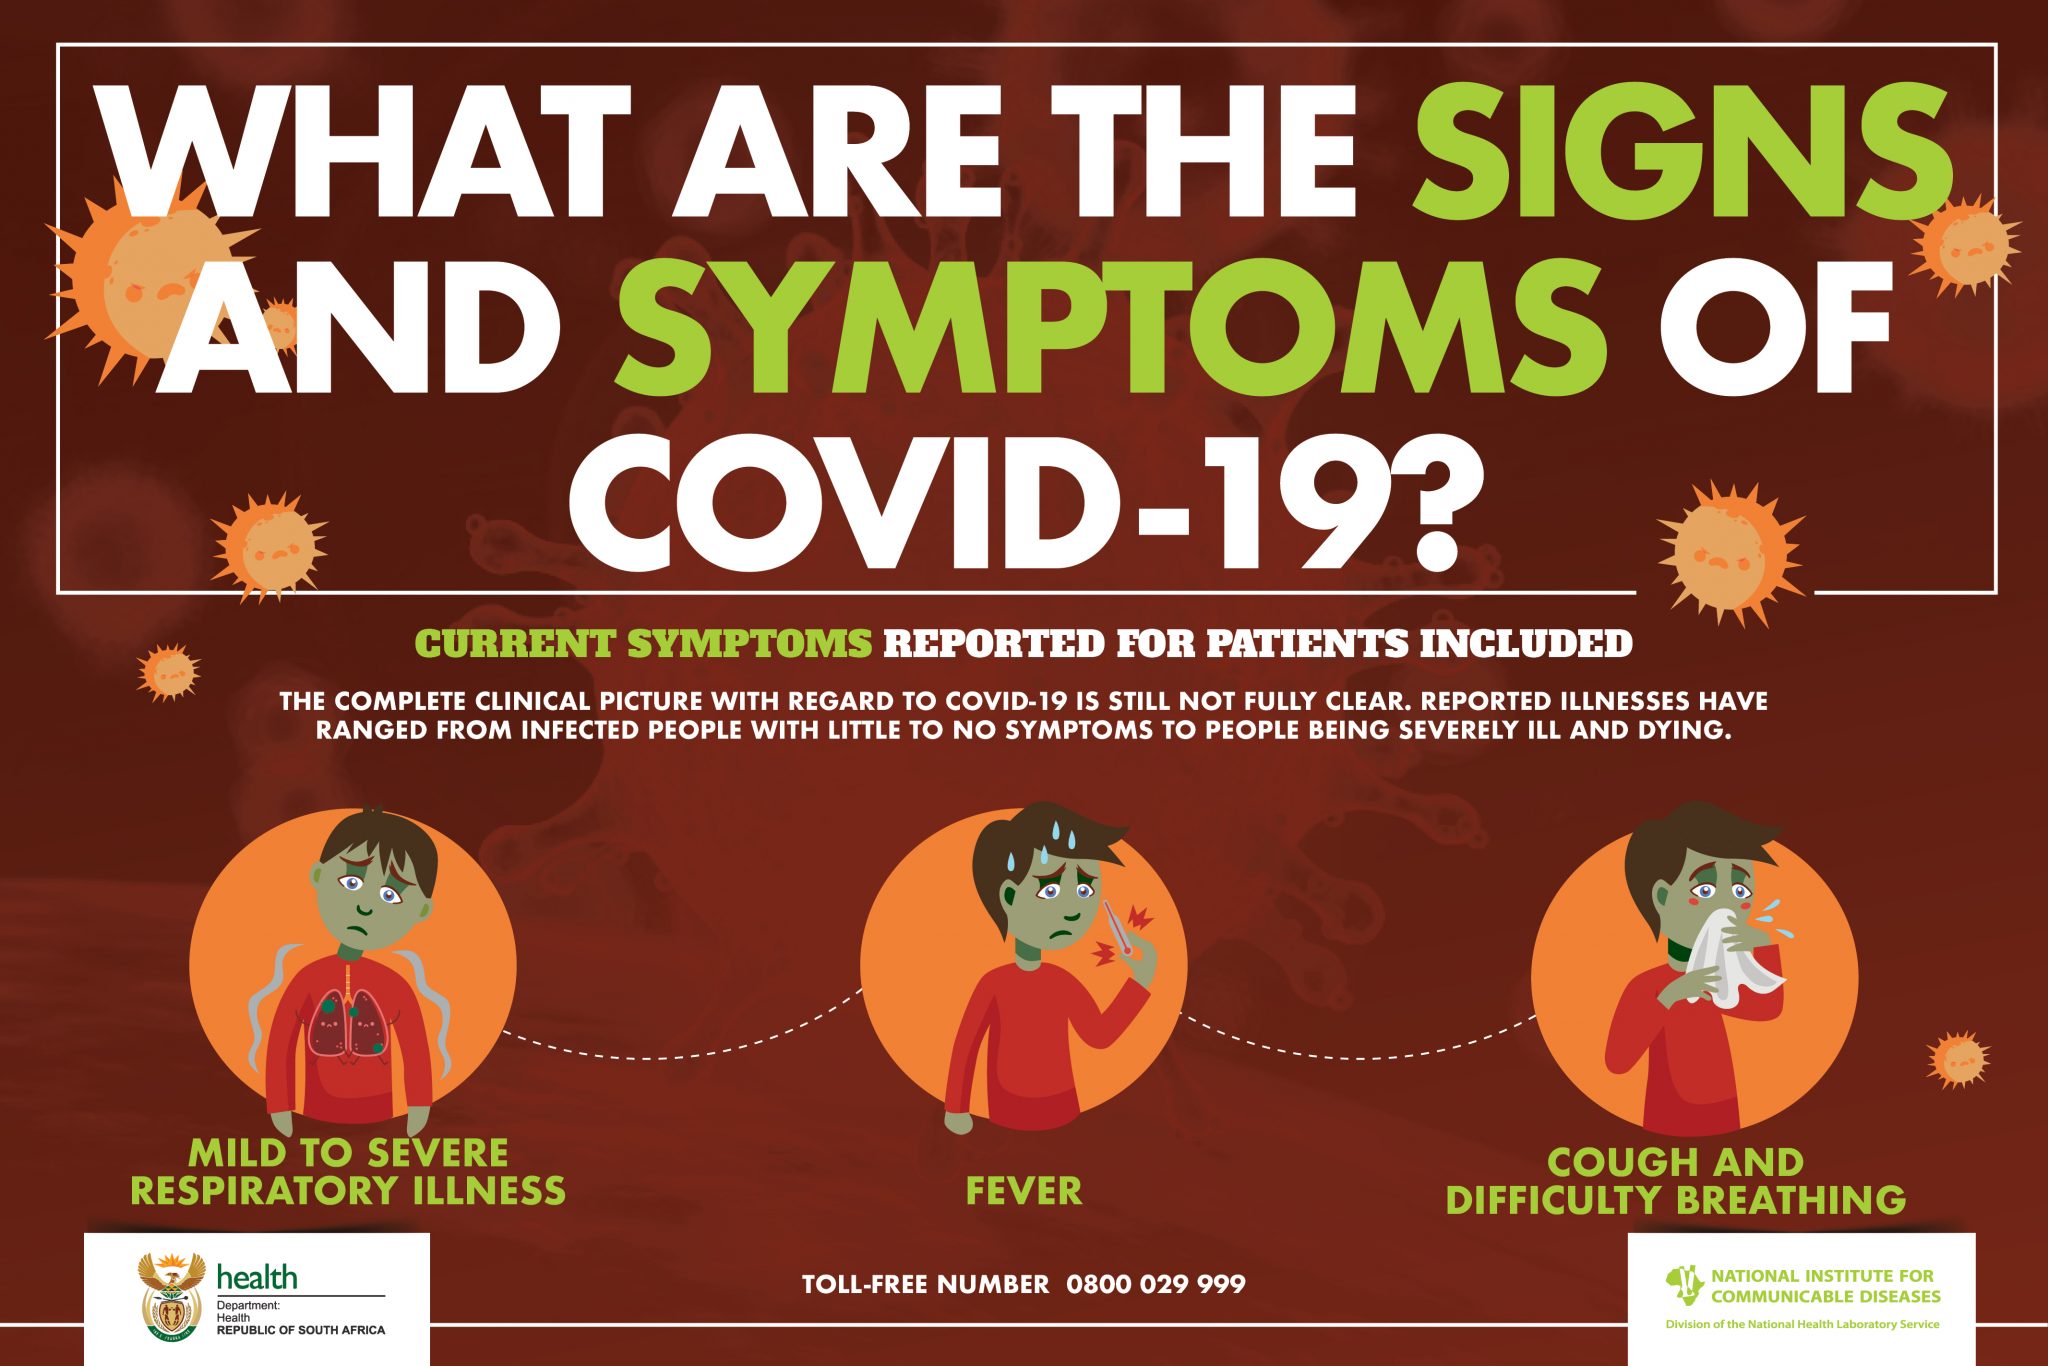 WHAT ARE THE SIGNS
AND SYMPTOMS OF
COVID-19?
CURRENT SYMPTOMS REPORTED FOR PATIENTS INCLUDED
THE COMPLETE CLINICAL PICTURE WITH REGARD TO COVID-19 IS STILL NOT FULLY CLEAR. REPORTED ILLNESSES HAVE
RANGED FROM INFECTED PEOPLE WITH LITTLE TO NO SYMPTOMS TO PEOPLE BEING SEVERELY ILL AND DYING.
MILD TO SEVERE
RESPIRATORY ILLNESS
FEVER
COUGH AND
DIFFICULTY BREATHING
health
Department:
Health
REPUBLIC OF SOUTH AFRICA
TOLL-FREE NUMBER 0800 029 999
NATIONAL INSTITUTE FOR
COMMUNICABLE DISEASES
Division of the National Health Laboratory Service